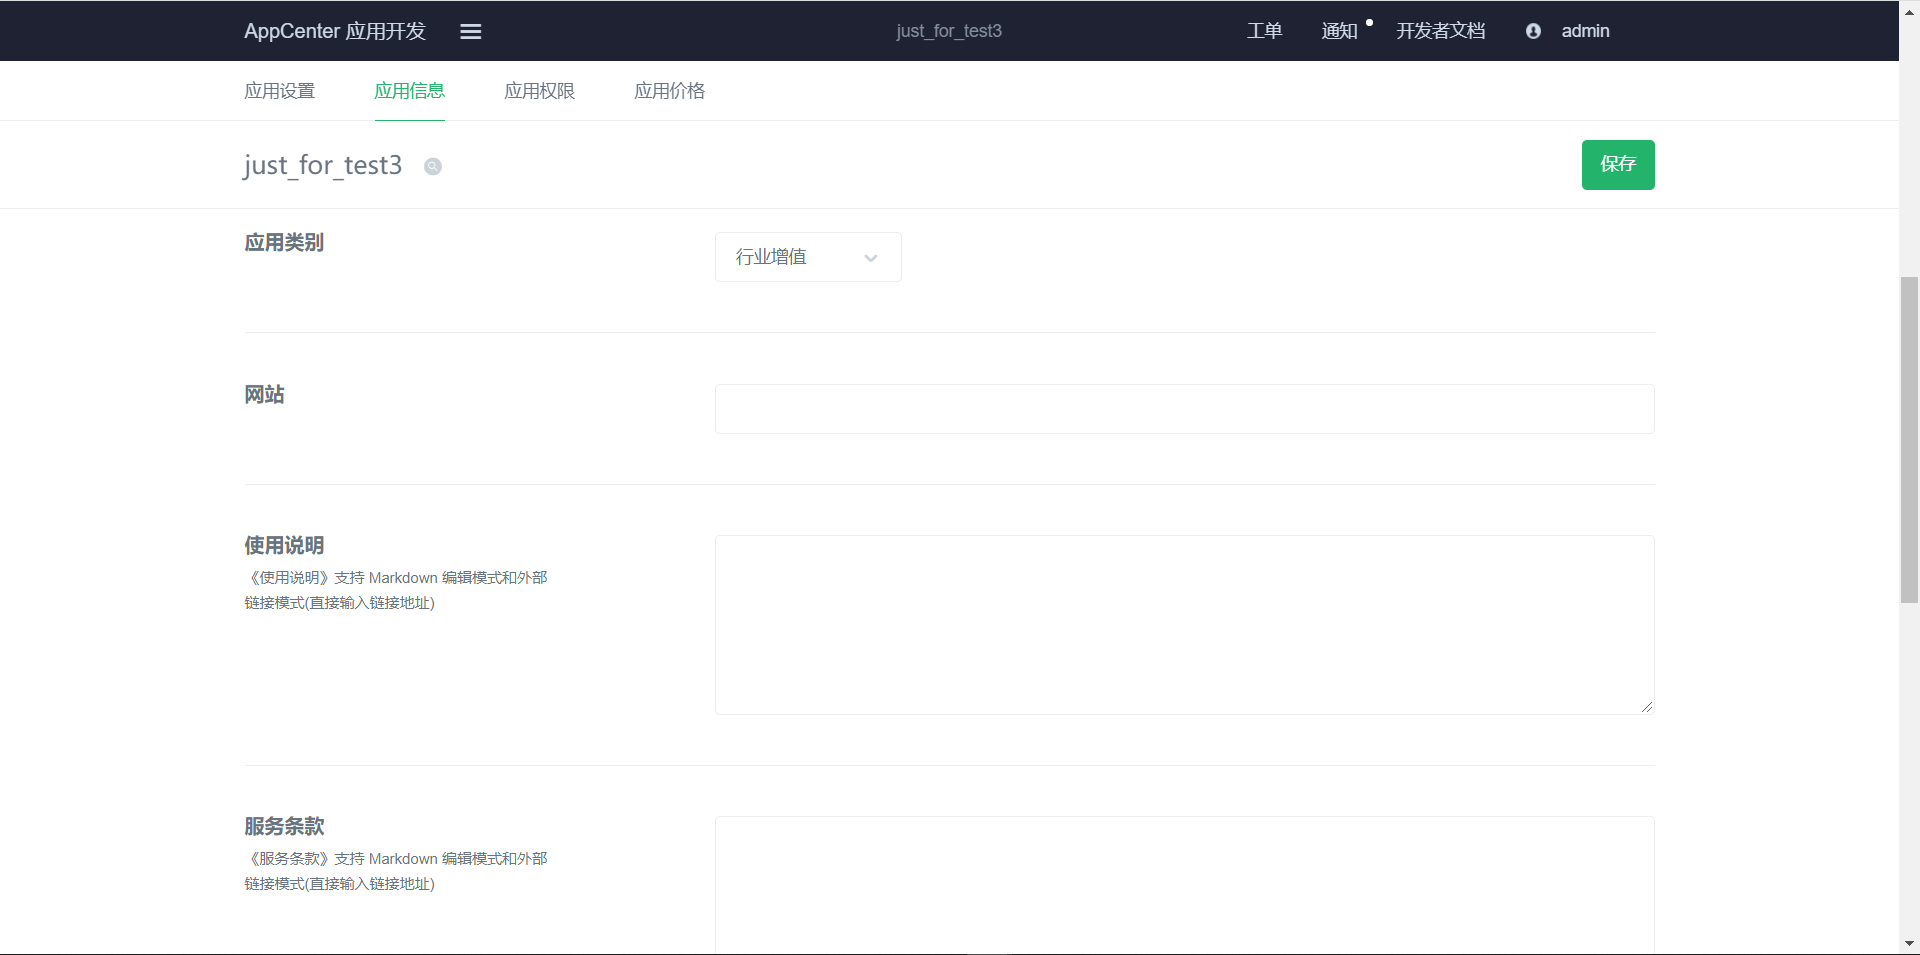 AppCenter 应用开发
just_for_test3
工单
通知
开发者文档
admin
应用设置
应用信息
应用权限
应用价格
just_for_test3
保存
应用类别
行业增值
网站
使用说明
《使用说明》支持 Markdown 编辑模式和外部
链接模式(直接输入链接地址)
服务条款
《服务条款》支持 Markdown 编辑模式和外部
链接模式(直接输入链接地址)